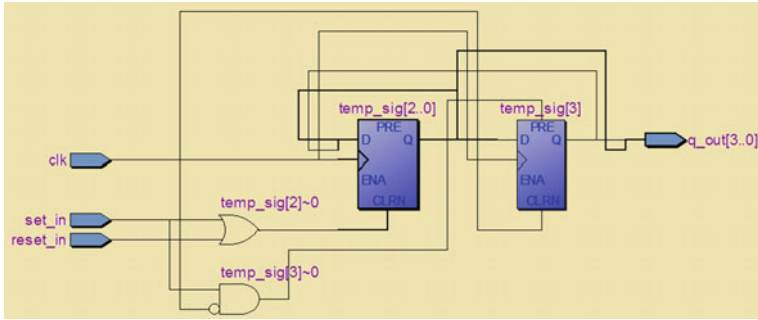 temp_sig[2..0]
temp_sig[3]
PRE
D
Q
ENA
CLRN
PRE
D
Q
ENA
CLRN
q_out[3..0]
clk
set_in
reset_in
temp_sig[2]~0
temp_sig[3]~0